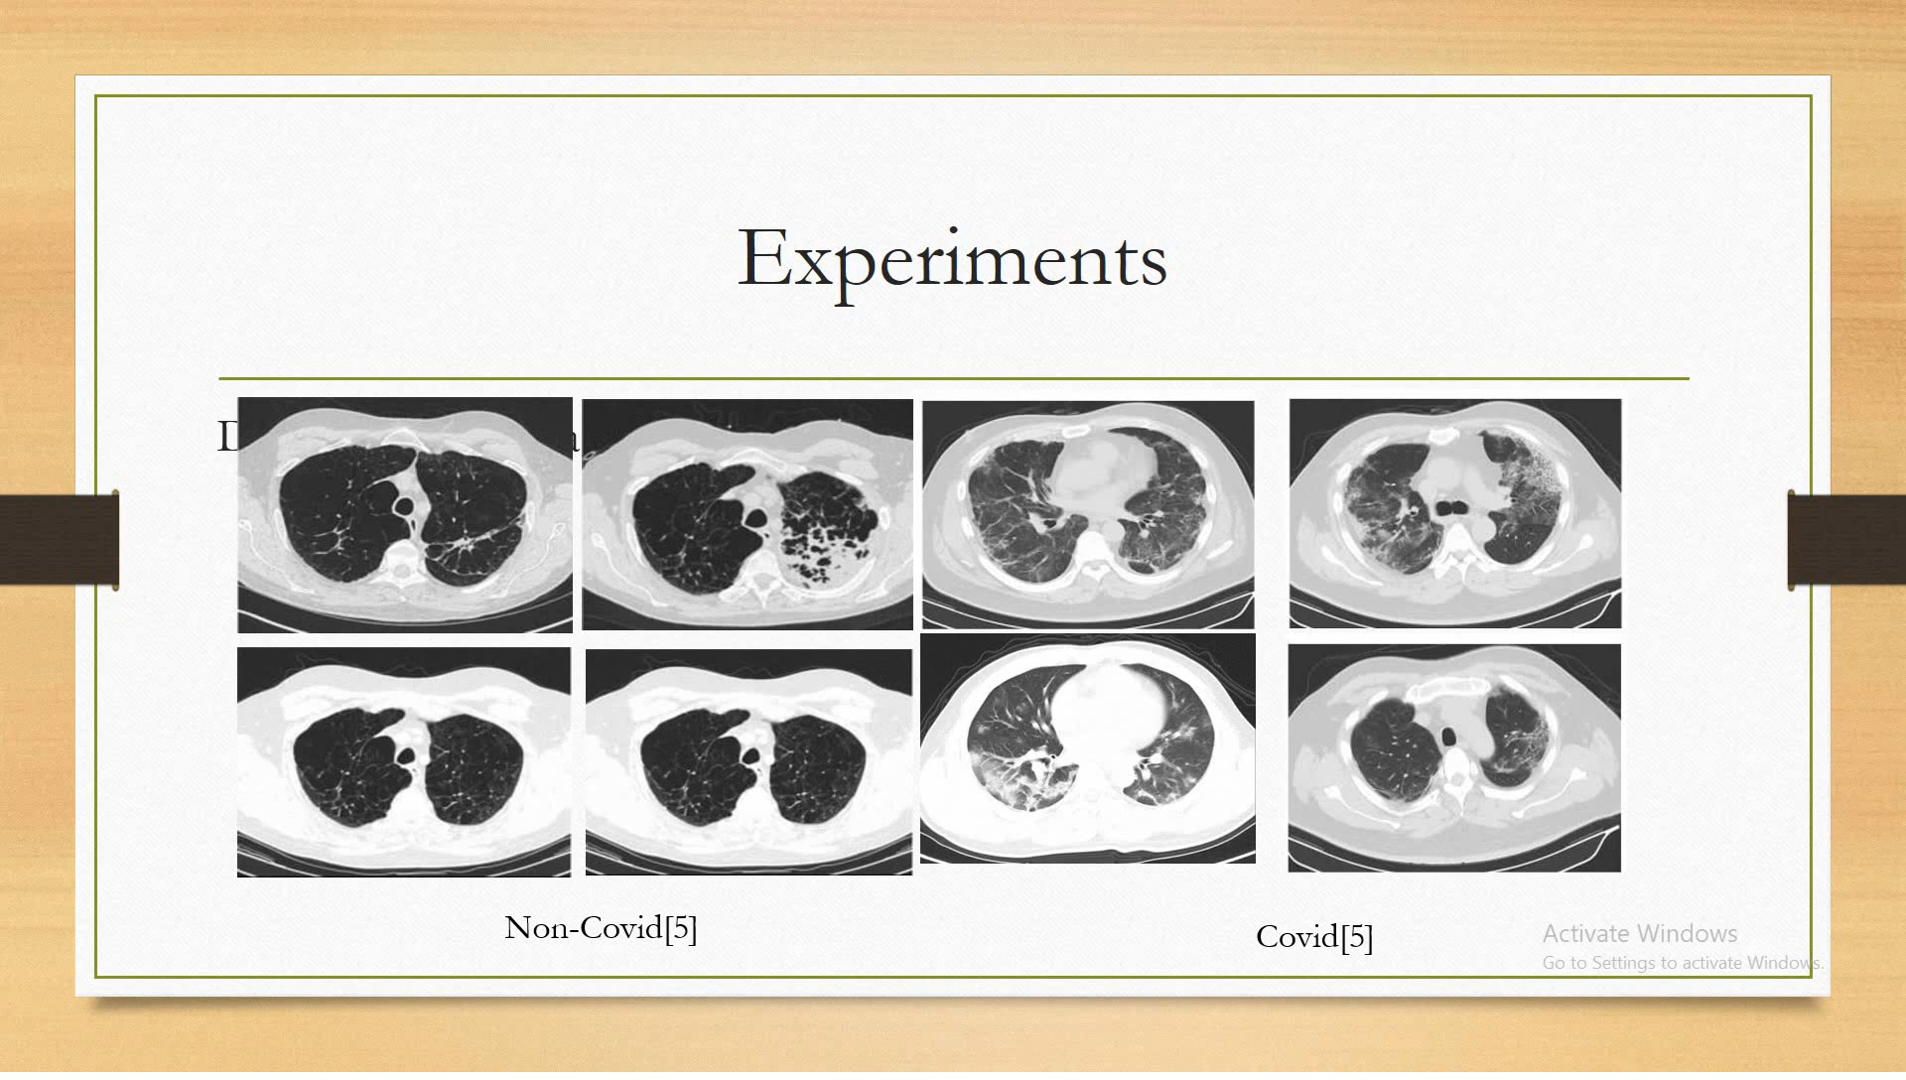 Experiments
Non-Covid[5]
Covid[5]
Activate Windows
Go to Settings to activate Windows.